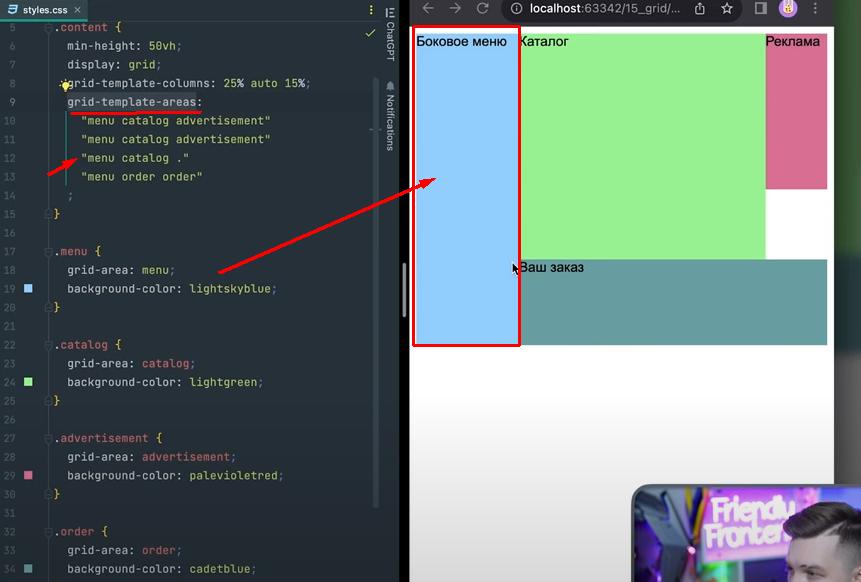 styles.css
5 .content {
6 min-height: 50vh;
7 display: grid;
8 grid-template-columns: 25% auto 15%;
9 grid-template-areas:
10 "menu catalog advertisement"
11 "menu catalog advertisement"
12 "menu catalog ."
13 "menu order order"
14 ;
15 }
16
17 .menu {
18 grid-area: menu;
19 background-color: lightskyblue;
20 }
21
22 .catalog {
23 grid-area: catalog;
24 background-color: lightgreen;
25 }
26
27 .advertisement {
28 grid-area: advertisement;
29 background-color: palevioletred;
30 }
31
32 .order {
33 grid-area: order;
34 background-color: cadetblue;
ChatGPT
Notifications
localhost:63342/15_grid/...
Боковое меню
Каталог
Реклама
Ваш заказ
Friendly